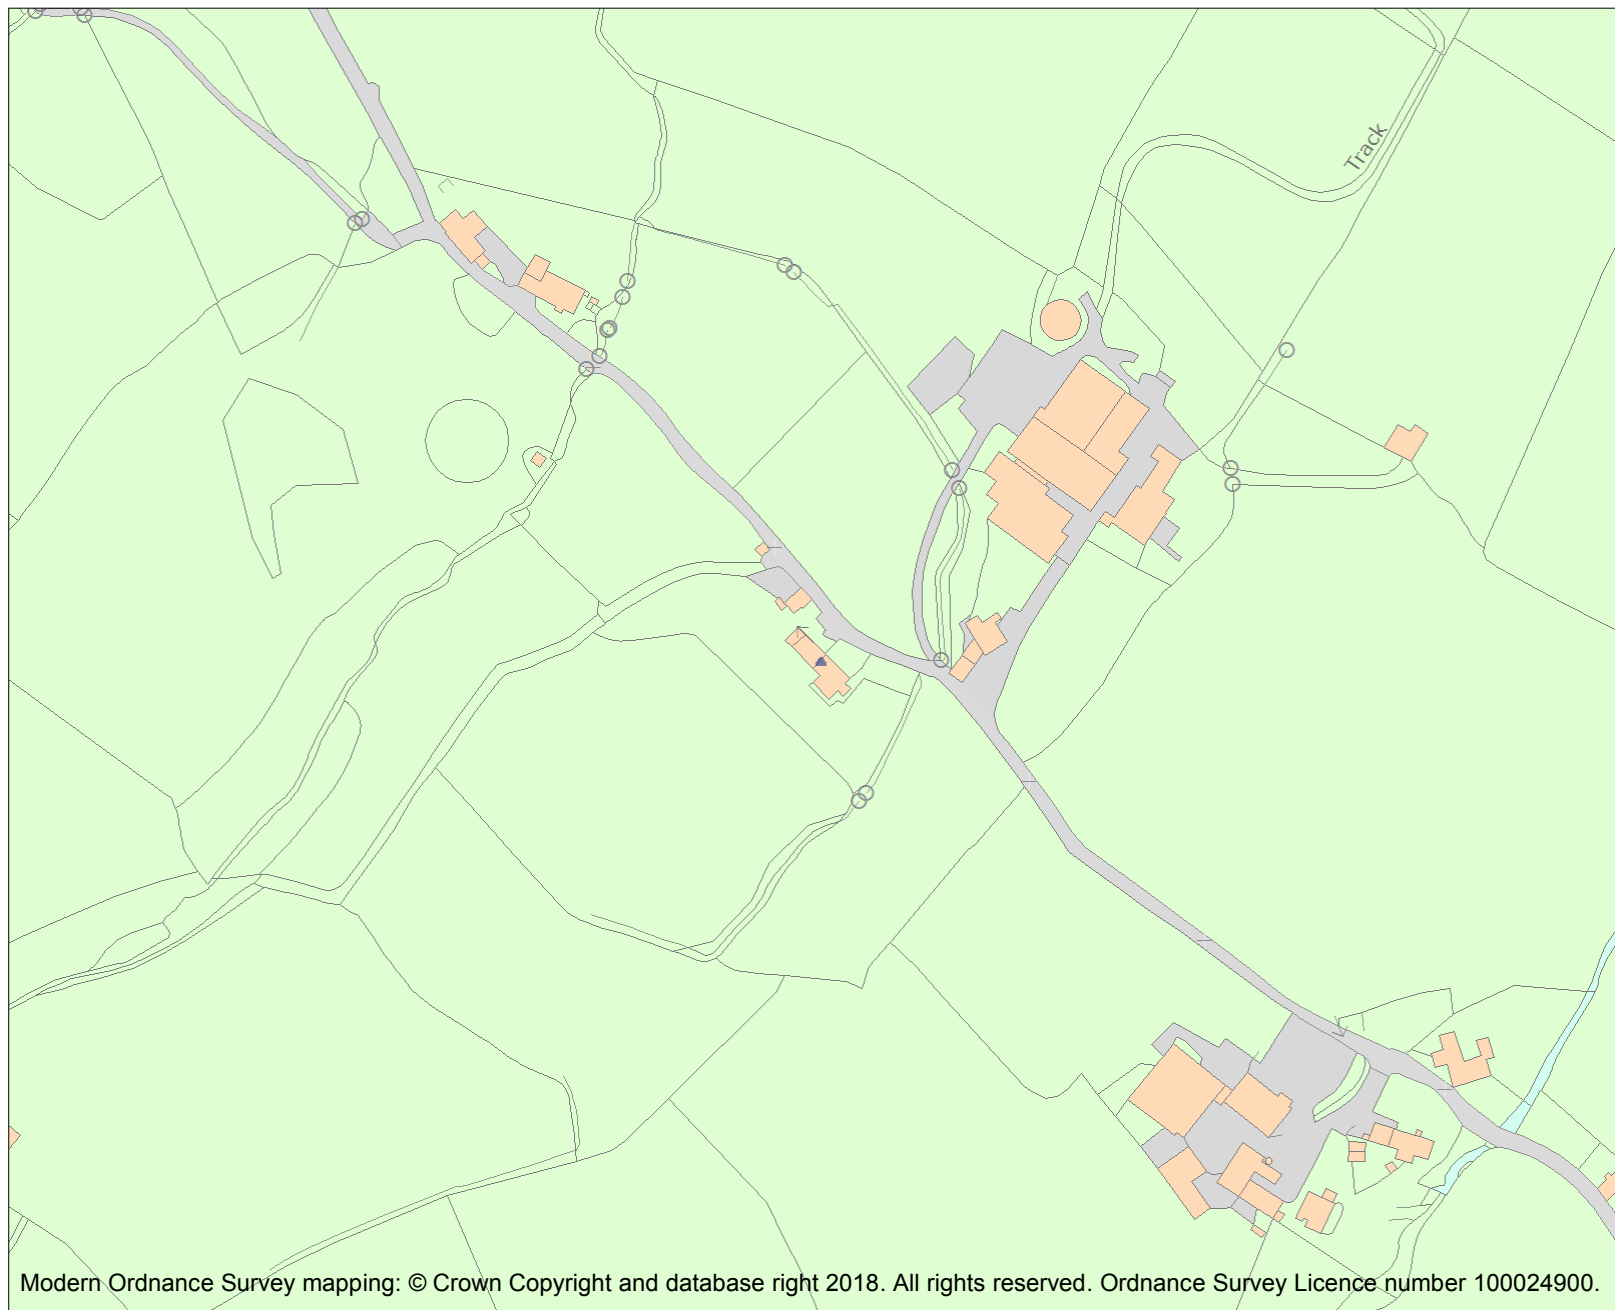 Track
Modern Ordnance Survey mapping: © Crown Copyright and database right 2018. All rights reserved. Ordnance Survey Licence number 100024900.